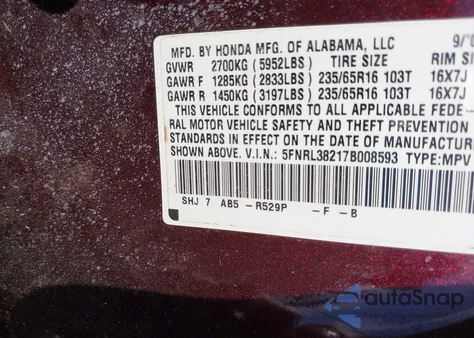 MFD. BY HONDA MFG. OF ALABAMA, LLC 9/
GVWR 2700KG (5952LBS) TIRE SIZE RIM SI
GAWR F 1285KG (2833LBS) 235/65R16 103T 16X7J
GAWR R 1450KG (3197LBS) 235/65R16 103T 16X7J
THIS VEHICLE CONFORMS TO ALL APPLICABLE FEDE-
RAL MOTOR VEHICLE SAFETY AND THEFT PREVENTION
STANDARDS IN EFFECT ON THE DATE OF MANUFAC
SHOWN ABOVE. V.I.N.: 5FNRL38217B008593 TYPE:MPV
SHJ 7 AB5 -R529P -F -B
autoSnap